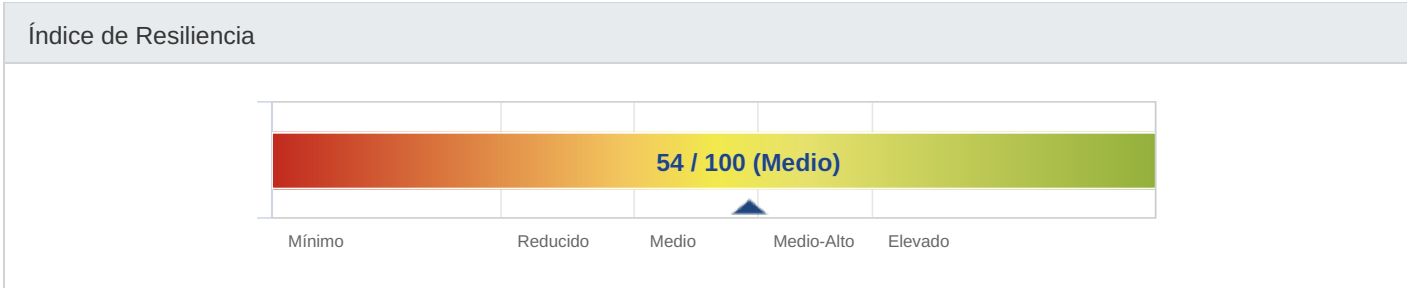 Índice de Resiliencia
54 / 100 (Medio)
Mínimo Reducido Medio Medio-Alto Elevado